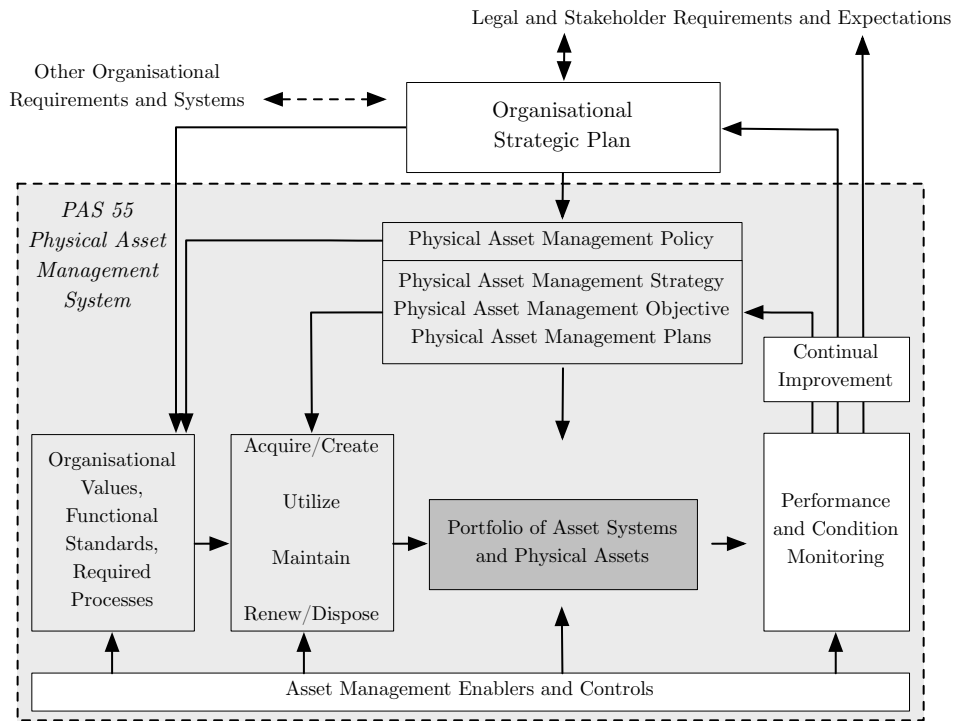 Legal and Stakeholder Requirements and Expectations
Other Organisational
Requirements and Systems
Organisational
Strategic Plan
PAS 55
Physical Asset
Management
System
Physical Asset Management Policy
Physical Asset Management Strategy
Physical Asset Management Objective
Physical Asset Management Plans
Continual
Improvement
Organisational
Values,
Functional
Standards,
Required
Processes
Acquire/Create
Utilize
Maintain
Renew/Dispose
Portfolio of Asset Systems
and Physical Assets
Performance
and Condition
Monitoring
Asset Management Enablers and Controls